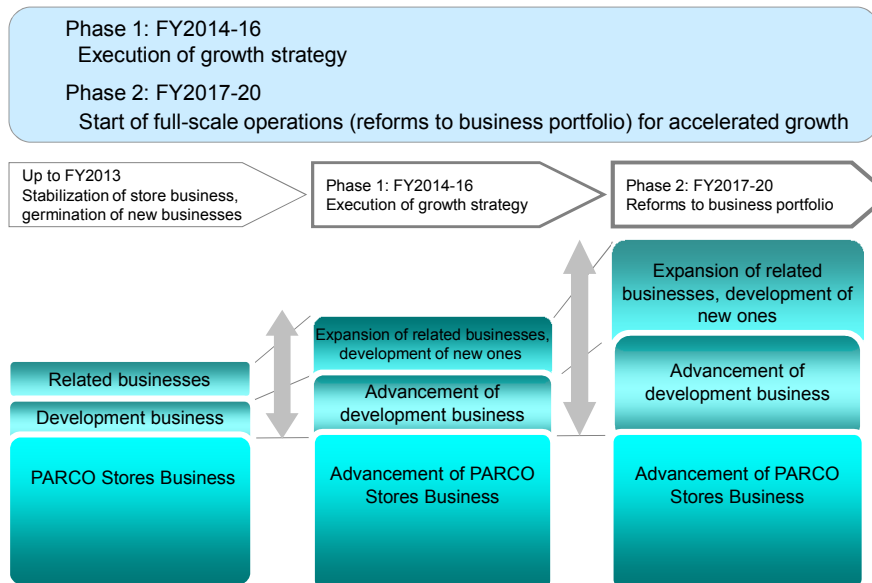 Phase 1: FY2014-16
Execution of growth strategy
Phase 2: FY2017-20
Start of full-scale operations (reforms to business portfolio) for accelerated growth
Up to FY2013
Stabilization of store business,
germination of new businesses
Phase 1: FY2014-16
Execution of growth strategy
Phase 2: FY2017-20
Reforms to business portfolio
Related businesses
Development business
PARCO Stores Business
Expansion of related businesses,
development of new ones
Advancement of
development business
Advancement of PARCO
Stores Business
Expansion of related
businesses, development of
new ones
Advancement of
development business
Advancement of PARCO
Stores Business